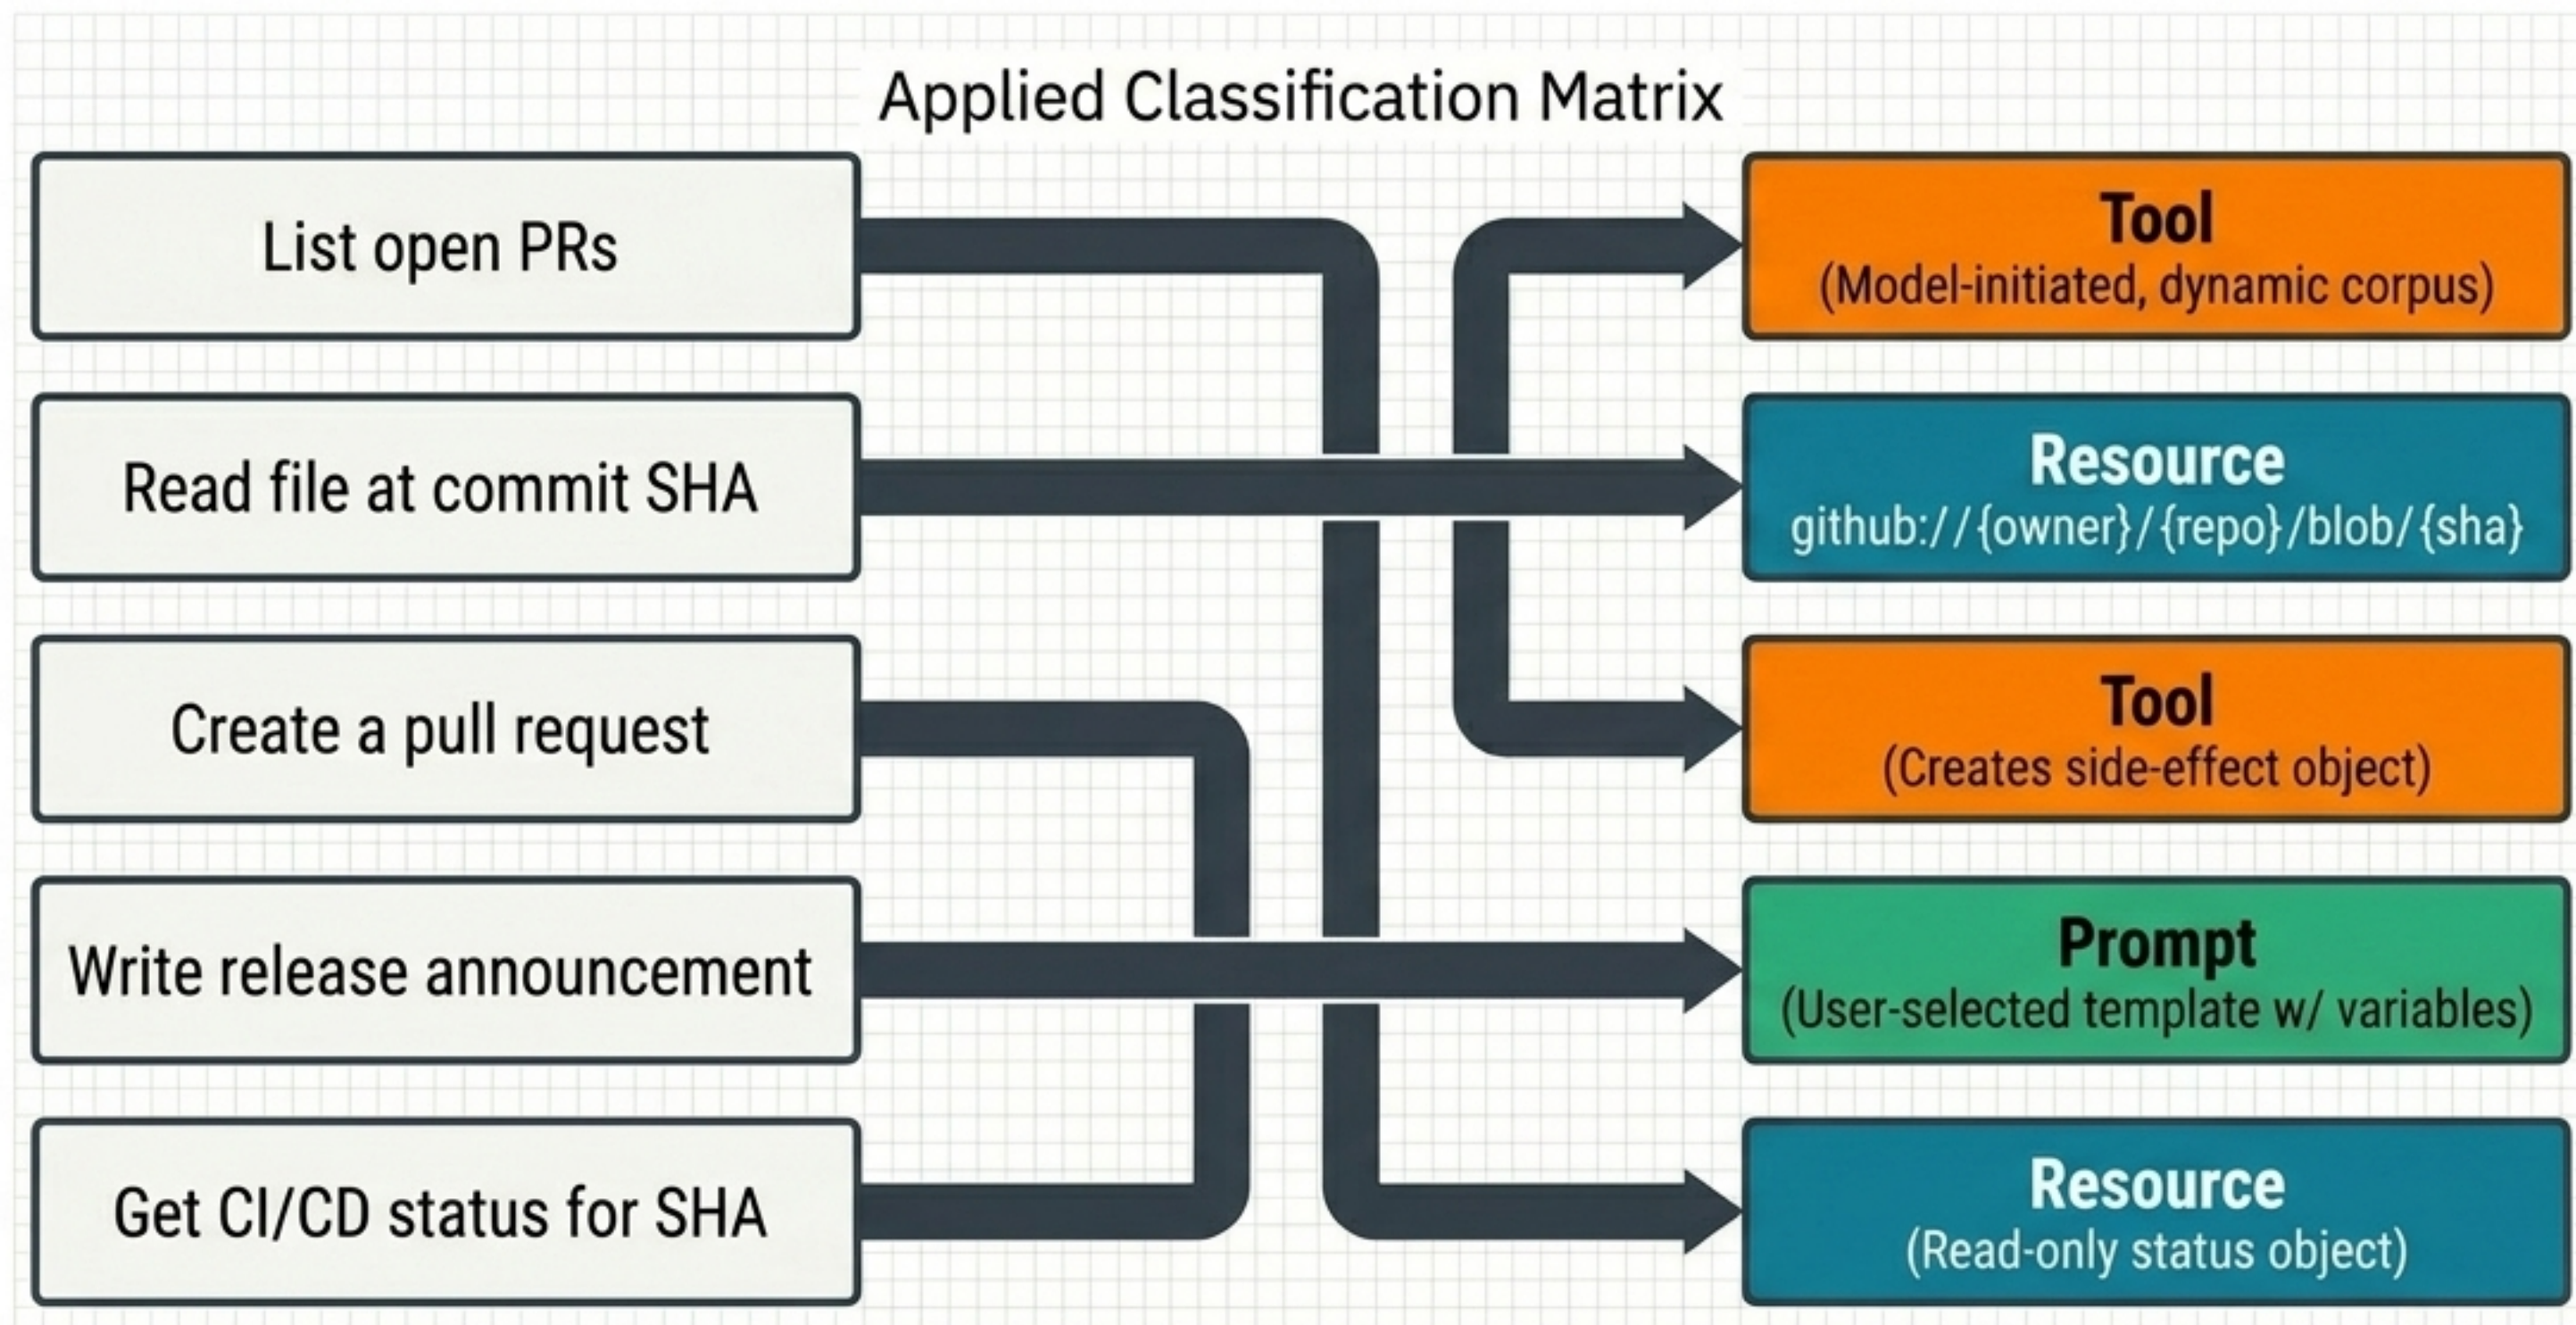 Applied Classification Matrix
List open PRs
Tool
(Model-initiated, dynamic corpus)
Read file at commit SHA
Resource
github://{owner}/{repo}/blob/{sha}
Create a pull request
Tool
(Creates side-effect object)
Write release announcement
Prompt
(User-selected template w/ variables)
Get CI/CD status for SHA
Resource
(Read-only status object)